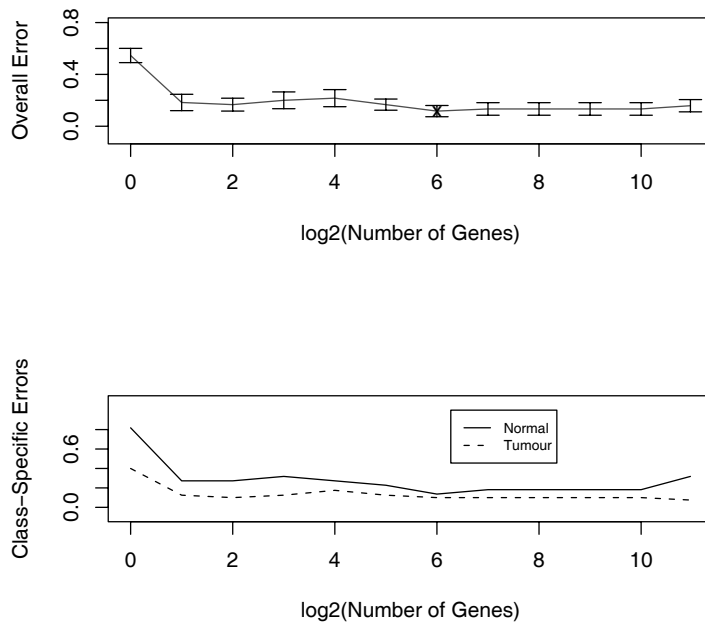 Overall Error
0.8
0.4
0.0
0 2 4 6 8 10
log2(Number of Genes)
Class−Specific Errors
0.6
0.0
Normal
Tumour
0 2 4 6 8 10
log2(Number of Genes)